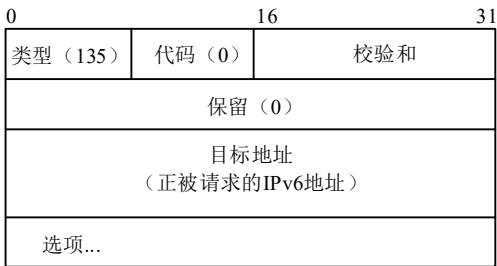 0 16 31
类型（135） 代码（0） 校验和
保留（0）
目标地址
（正被请求的IPv6地址）
选项...